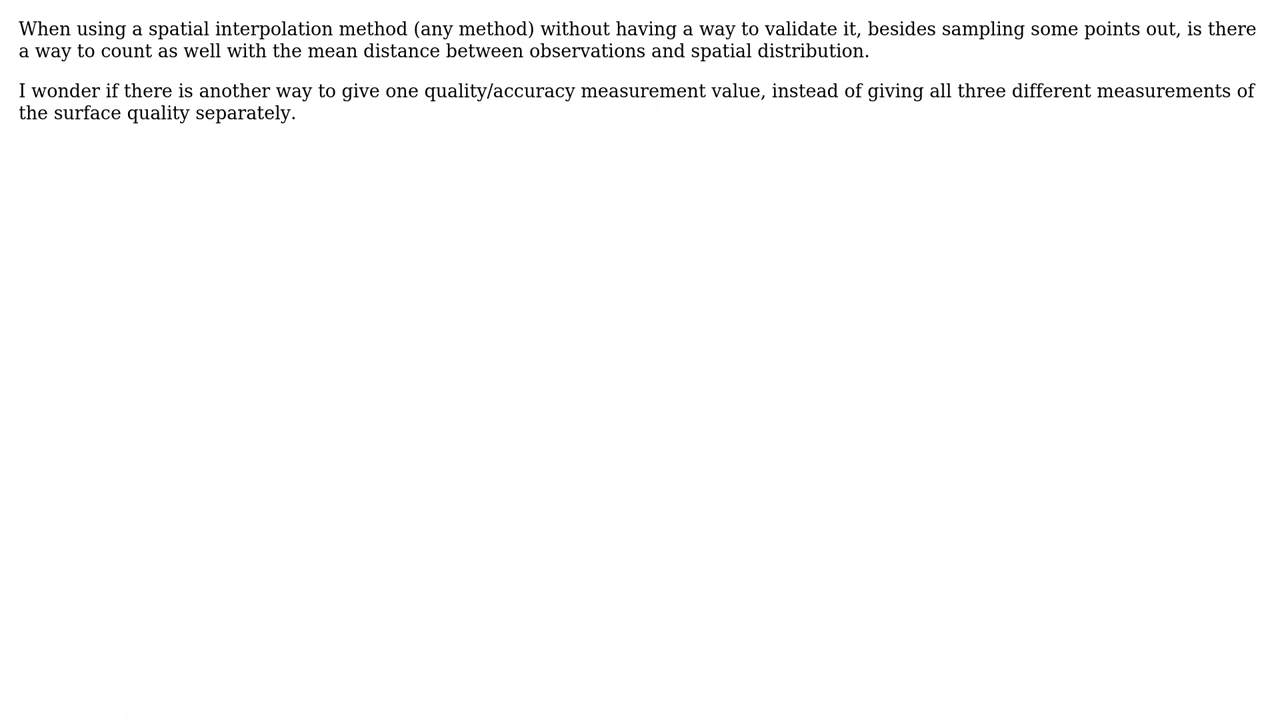 When using a spatial interpolation method (any method) without having a way to validate it, besides sampling some points out, is there
a way to count as well with the mean distance between observations and spatial distribution.
I wonder if there is another way to give one quality/accuracy measurement value, instead of giving all three different measurements of
the surface quality separately.